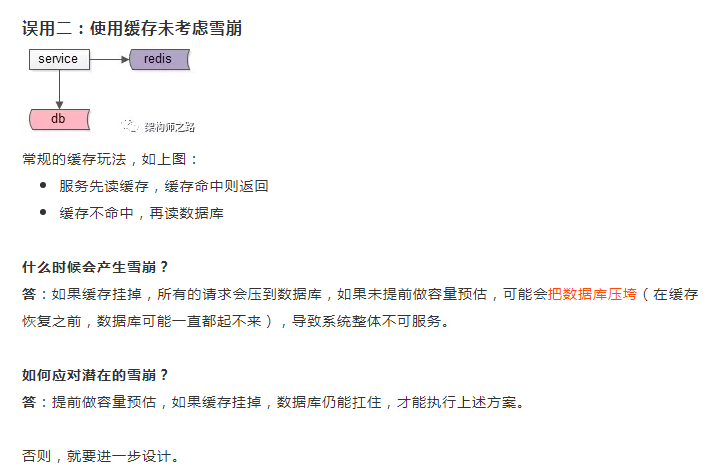 误用二：使用缓存未考虑雪崩
service
redis
db
架构师之路
常规的缓存玩法，如上图：
服务先读缓存，缓存命中则返回
缓存不命中，再读数据库
什么时候会产生雪崩？
答：如果缓存挂掉，所有的请求会压到数据库，如果未提前做容量预估，可能会把数据库压垮（在缓存
恢复之前，数据库可能一直都起不来），导致系统整体不可服务。
如何应对潜在的雪崩？
答：提前做容量预估，如果缓存挂掉，数据库仍能扛住，才能执行上述方案。
否则，就要进一步设计。